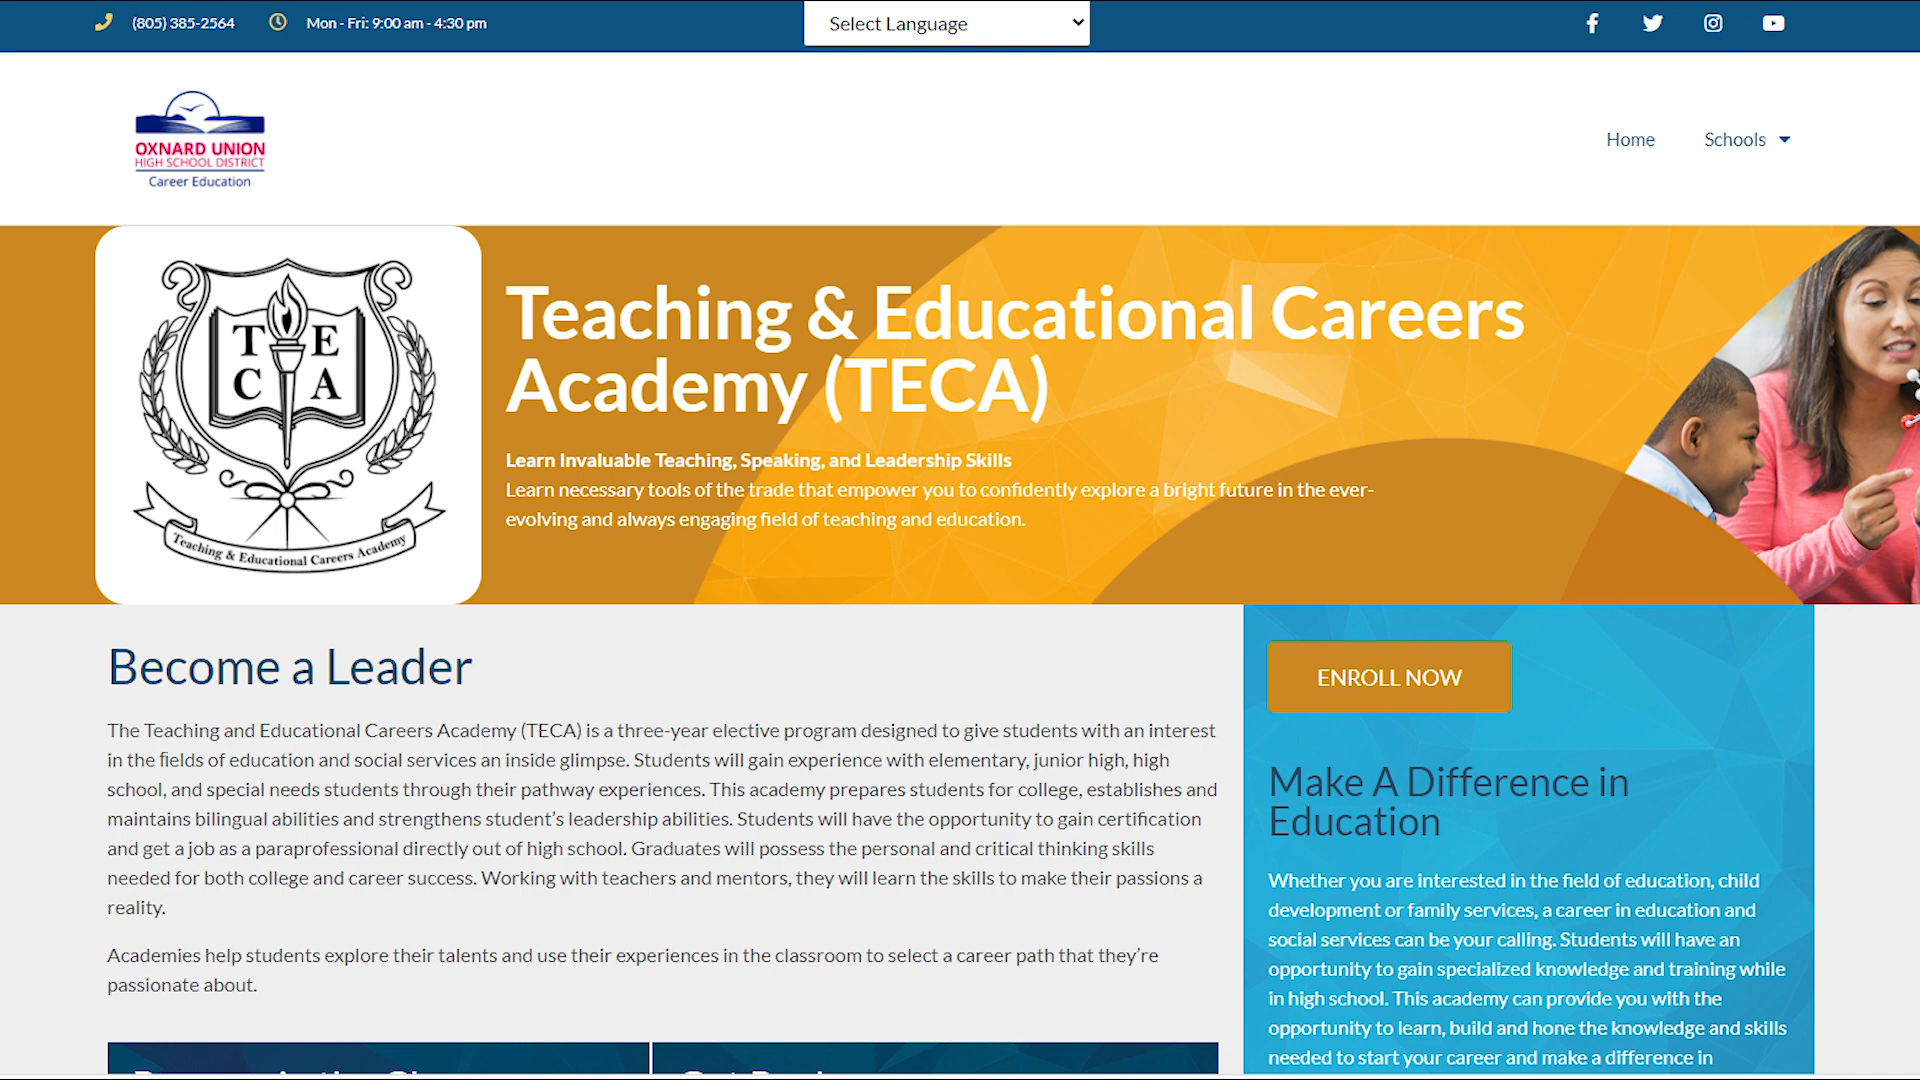 (805) 385-2564
Mon - Fri: 9:00 am - 4:30 pm
Select Language
OXNARD UNION
HIGH SCHOOL DISTRICT
Career Education
Home
Schools
T E
C A
Teaching & Educational Careers Academy
Teaching & Educational Careers
Academy (TECA)
Learn Invaluable Teaching, Speaking, and Leadership Skills
Learn necessary tools of the trade that empower you to confidently explore a bright future in the ever-
evolving and always engaging field of teaching and education.
Become a Leader
The Teaching and Educational Careers Academy (TECA) is a three-year elective program designed to give students with an interest
in the fields of education and social services an inside glimpse. Students will gain experience with elementary, junior high, high
school, and special needs students through their pathway experiences. This academy prepares students for college, establishes and
maintains bilingual abilities and strengthens student’s leadership abilities. Students will have the opportunity to gain certification
and get a job as a paraprofessional directly out of high school. Graduates will possess the personal and critical thinking skills
needed for both college and career success. Working with teachers and mentors, they will learn the skills to make their passions a
reality.
Academies help students explore their talents and use their experiences in the classroom to select a career path that they’re
passionate about.
ENROLL NOW
Make A Difference in
Education
Whether you are interested in the field of education, child
development or family services, a career in education and
social services can be your calling. Students will have an
opportunity to gain specialized knowledge and training while
in high school. This academy can provide you with the
opportunity to learn, build and hone the knowledge and skills
needed to start your career and make a difference in